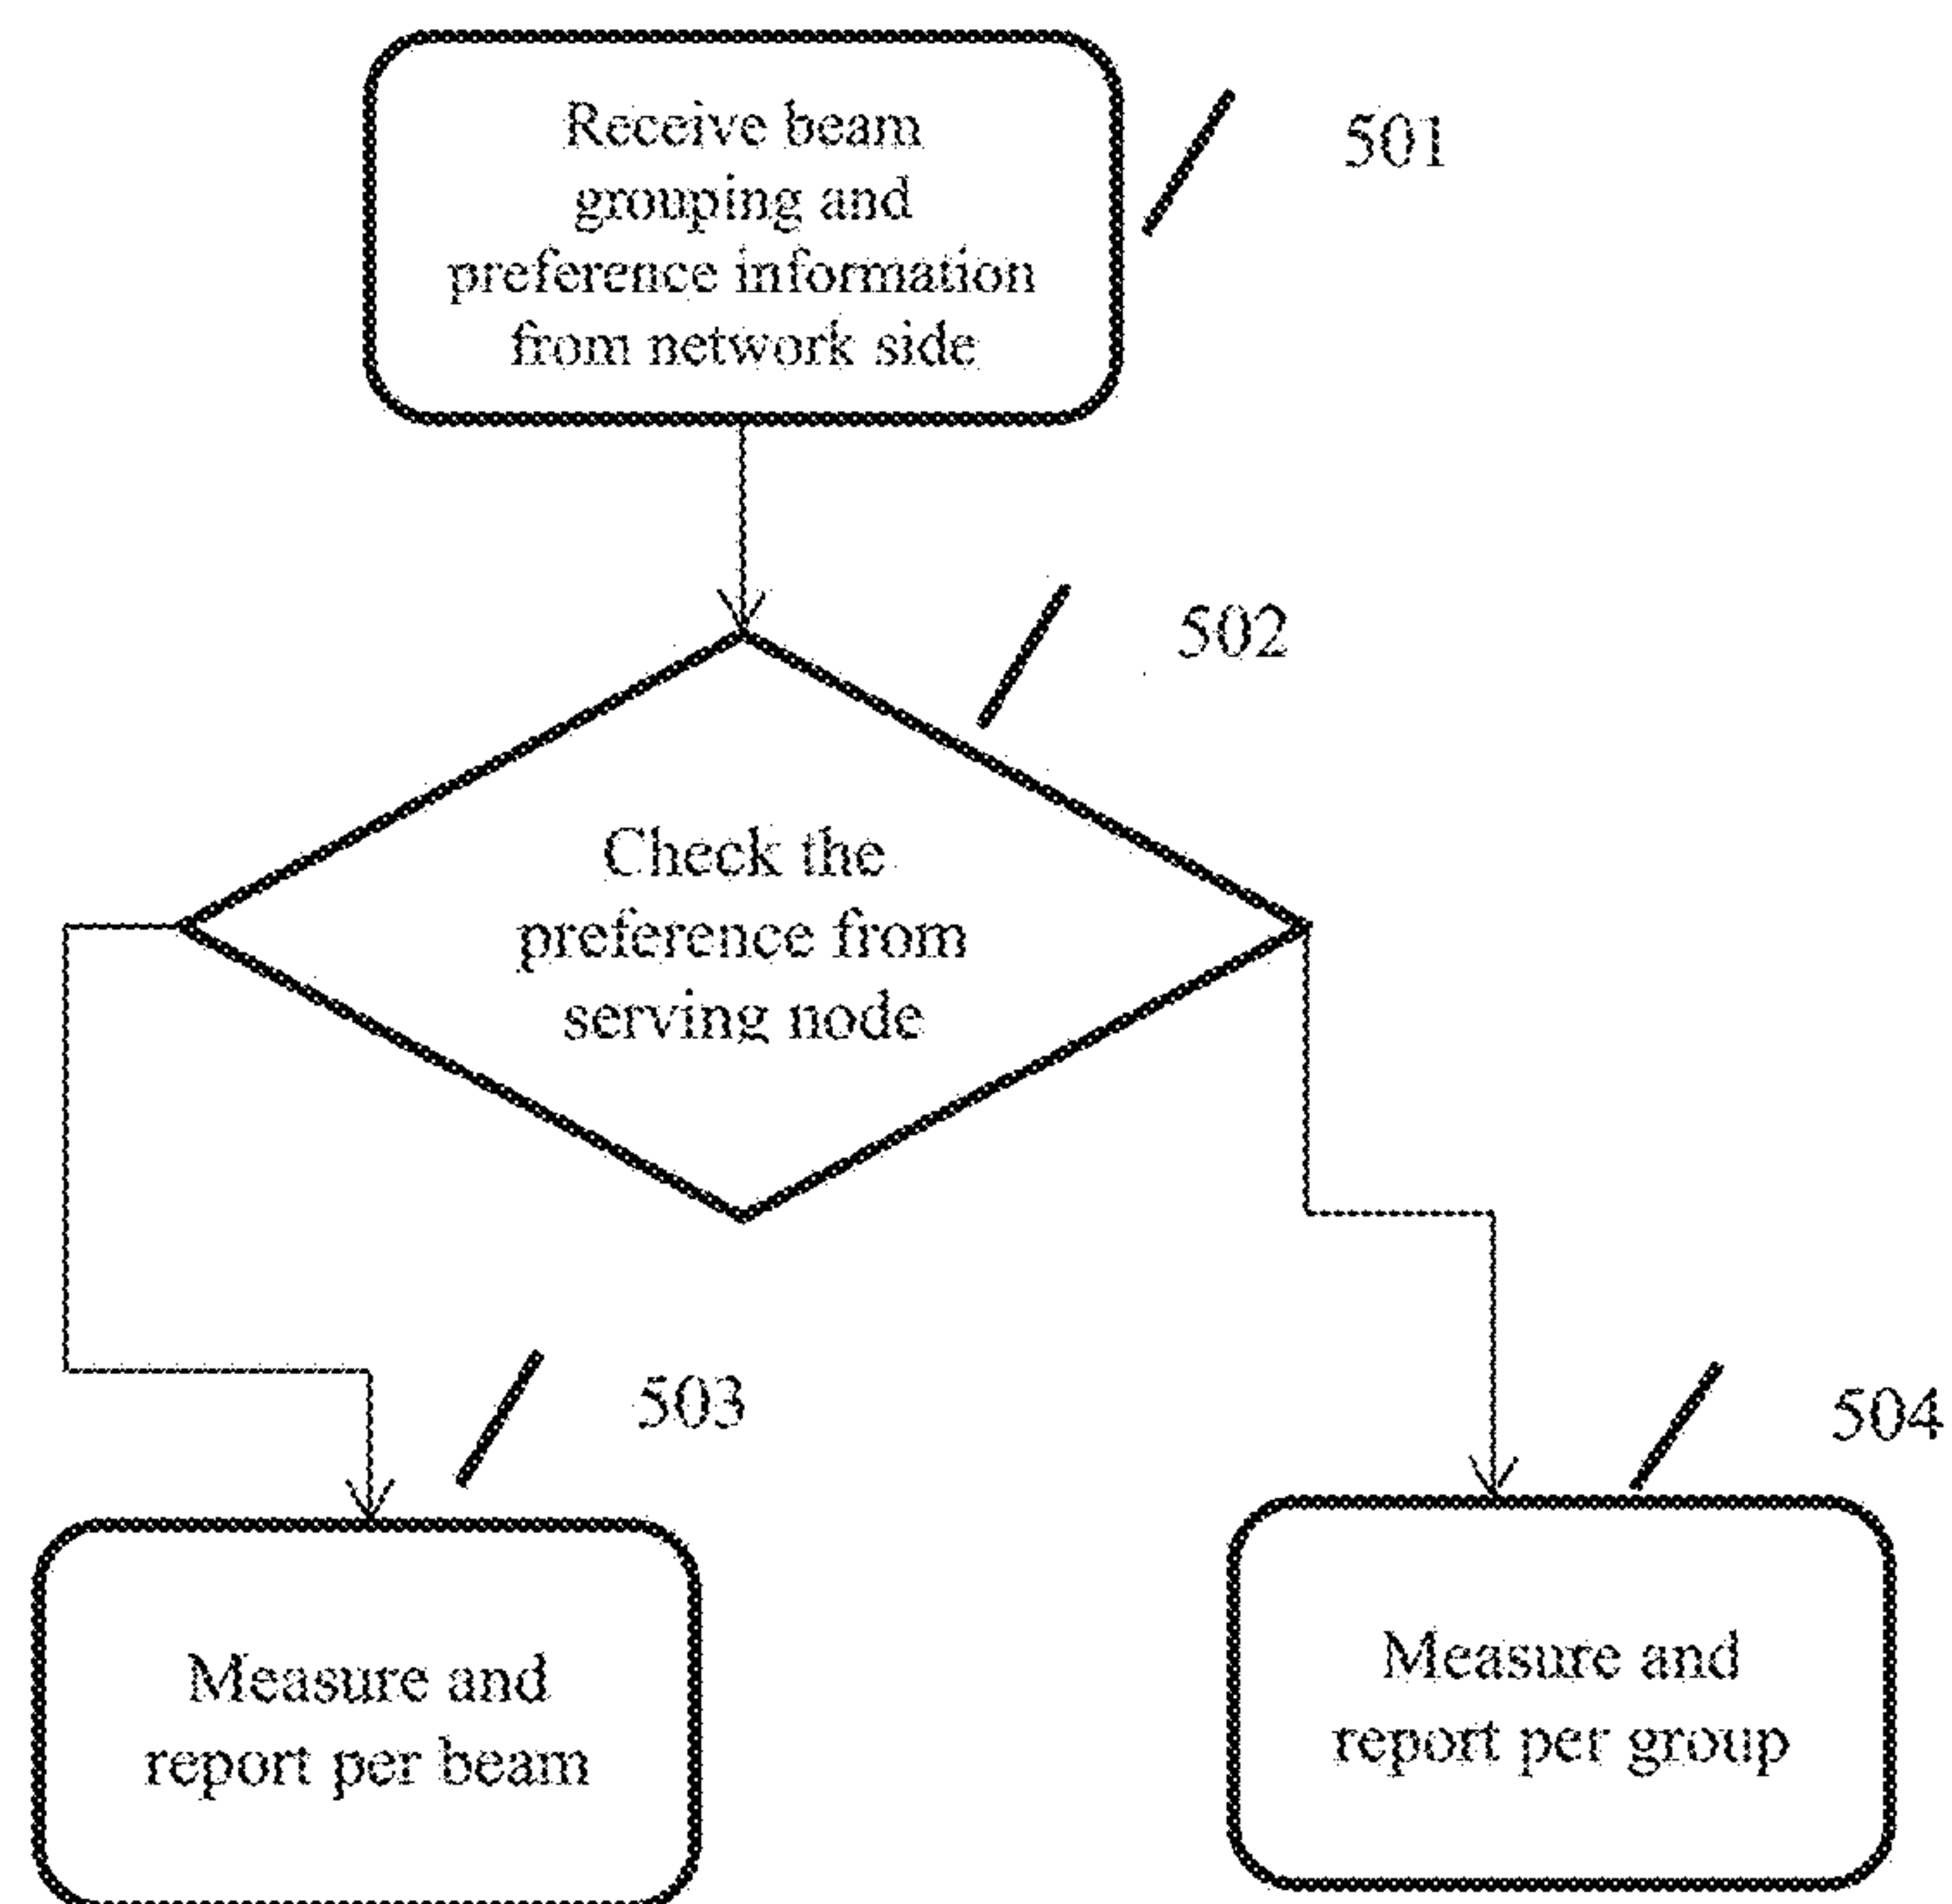 Receive beam
grouping and
preference information
from network side
501
502
Check the
preference from
serving node
503
504
Measure and
report per beam
Measure and
report per group